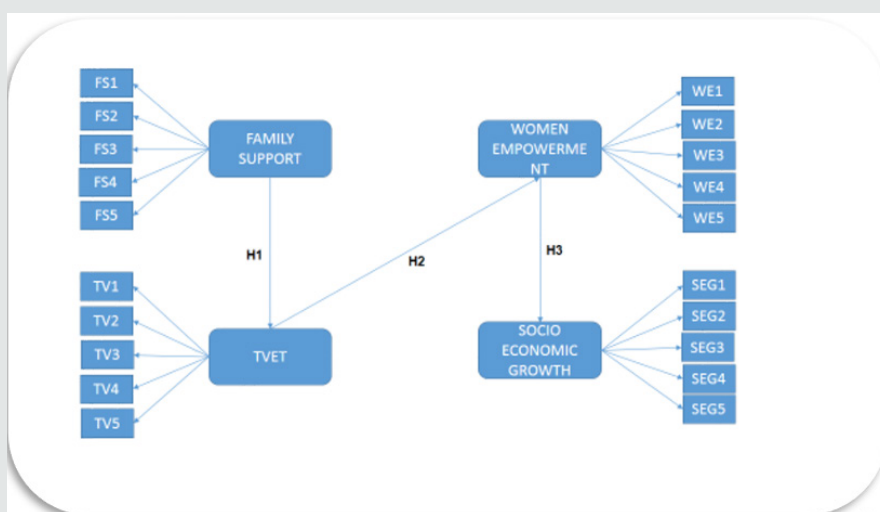 FS1
FS2
FS3
FS4
FS5
FAMILY
SUPPORT
WOMEN
EMPOWERME
NT
WE1
WE2
WE3
WE4
WE5
H1
H2
H3
TV1
TV2
TV3
TV4
TV5
TVET
SOCIO
ECONOMIC
GROWTH
SEG1
SEG2
SEG3
SEG4
SEG5